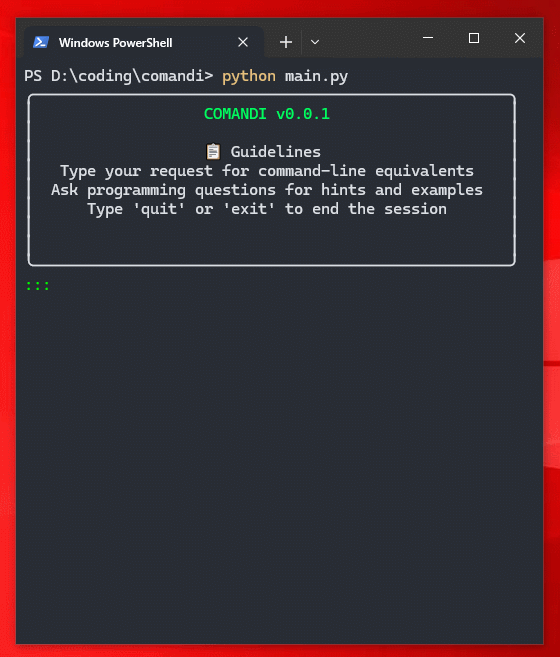 Windows PowerShell
PS D:\coding\comandi> python main.py
COMANDI v0.0.1
📋 Guidelines
Type your request for command-line equivalents
Ask programming questions for hints and examples
Type 'quit' or 'exit' to end the session
:::